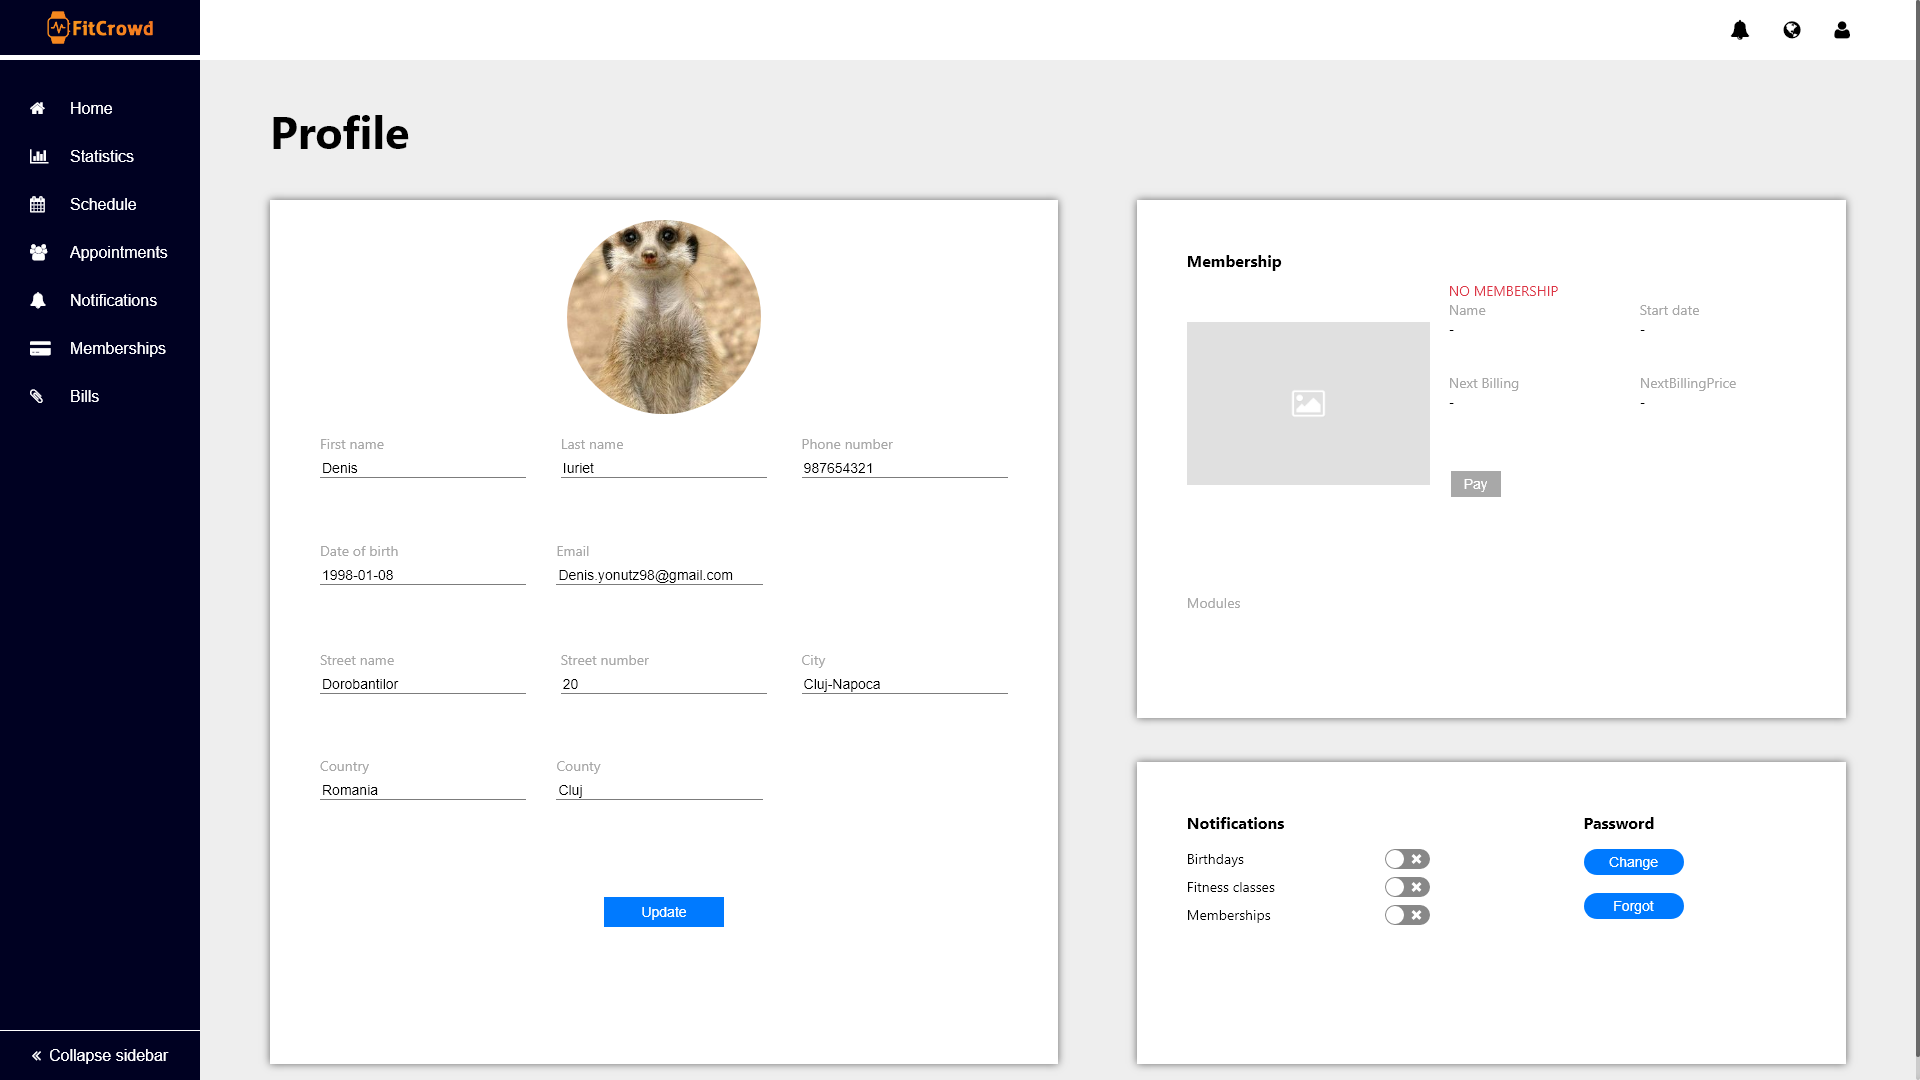 FitCrowd
Home
Statistics
Schedule
Appointments
Notifications
Memberships
Bills
Collapse sidebar
Profile
First name
Denis
Last name
Iuriet
Phone number
987654321
Date of birth
1998-01-08
Email
Denis.yonutz98@gmail.com
Street name
Dorobantilor
Street number
20
City
Cluj-Napoca
Country
Romania
County
Cluj
Update
Membership
NO MEMBERSHIP
Name
-
Start date
-
Next Billing
-
NextBillingPrice
-
Pay
Modules
Notifications
Birthdays
Fitness classes
Memberships
Password
Change
Forgot